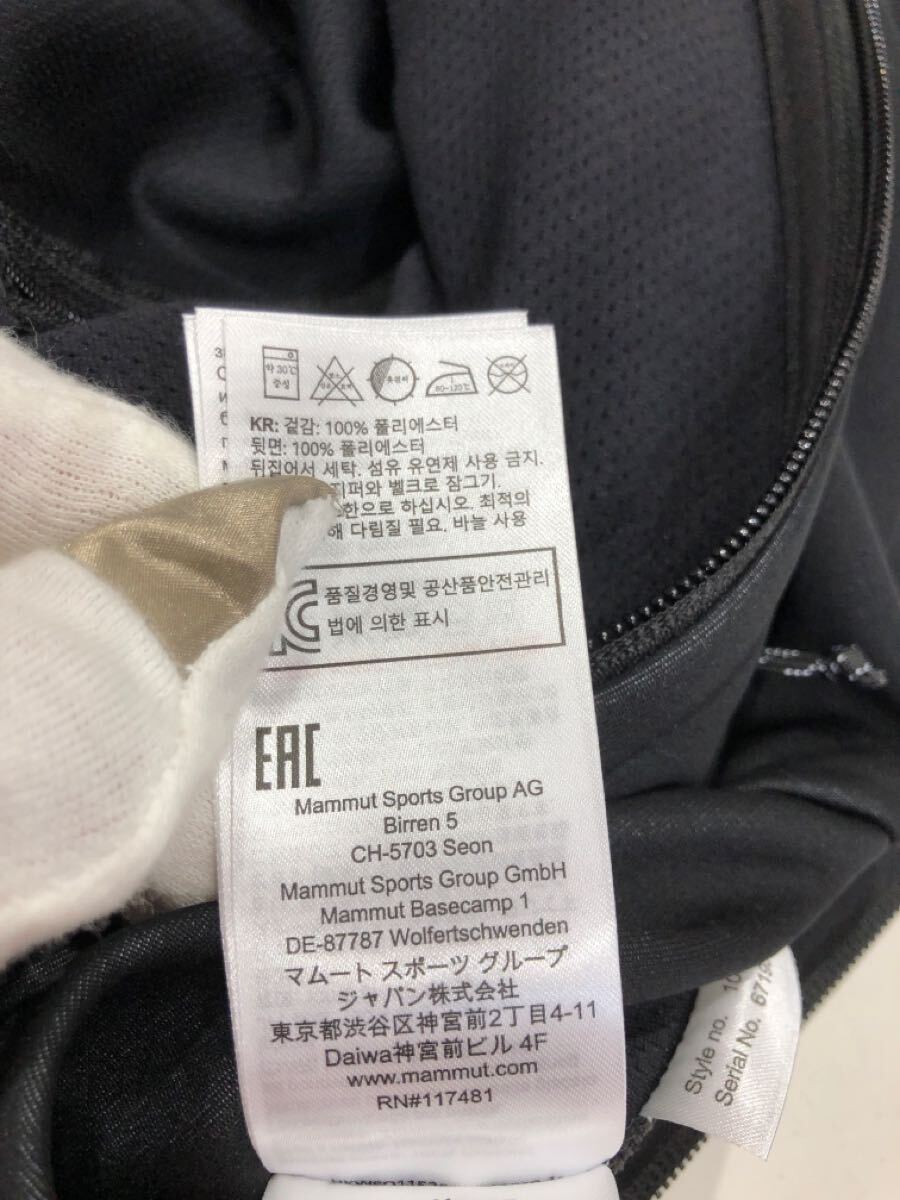 약 30℃
중성
80-120℃
KR: 겉감: 100% 폴리에스터
뒷면: 100% 폴리에스터
뒤집어서 세탁. 섬유 유연제 사용 금지.
지퍼와 벨크로 잠그기.
한으로 하십시오. 최적의
해 다림질 필요. 바늘 사용
품질경영및 공산품안전관리
법에 의한 표시
EAC
Mammut Sports Group AG
Birren 5
CH-5703 Seon
Mammut Sports Group GmbH
Mammut Basecamp 1
DE-87787 Wolfertschwenden
マムート スポーツ グループ
ジャパン株式会社
東京都渋谷区神宮前2丁目4-11
Daiwa神宮前ビル 4F
www.mammut.com
RN#117481
Style no. 10
Serial No. 671